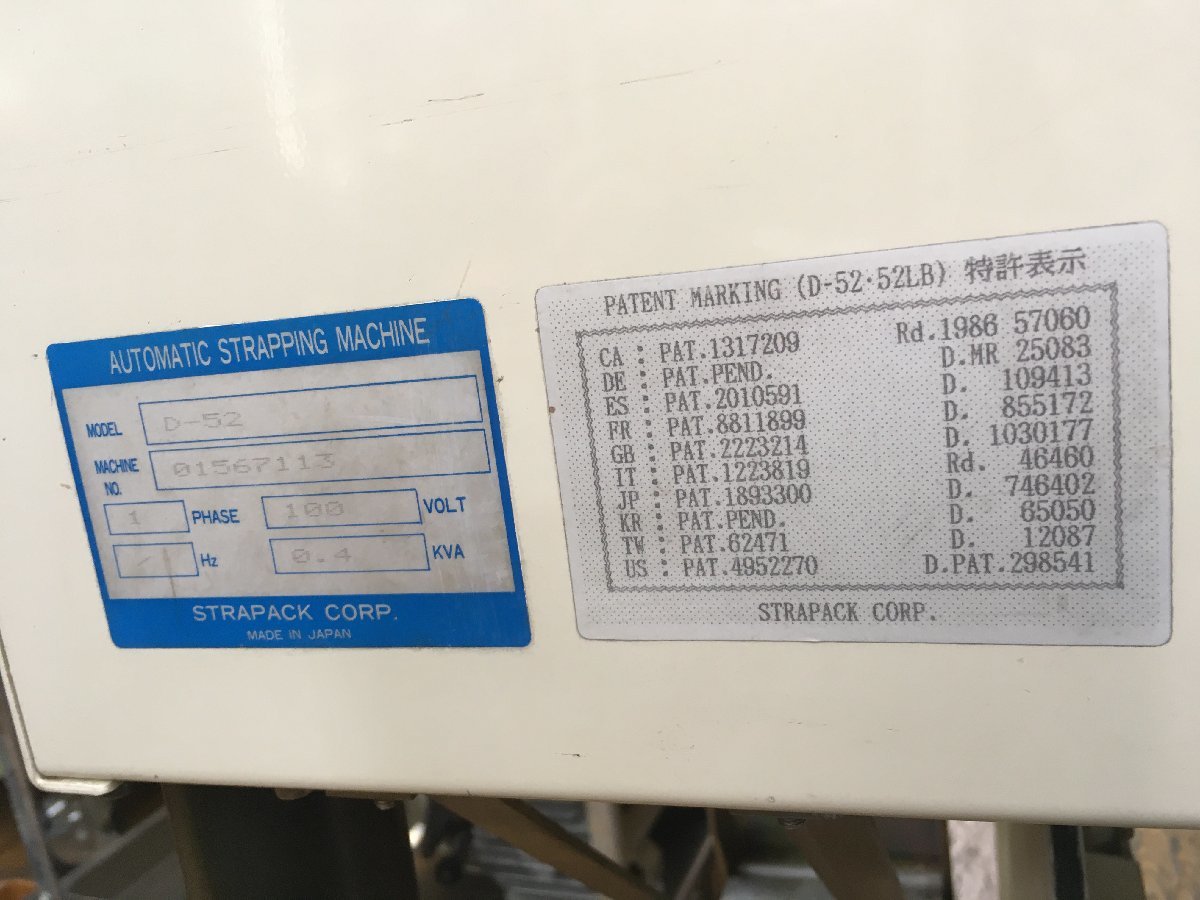 AUTOMATIC STRAPPING MACHINE
MODEL D-52
MACHINE NO. 01567113
1 PHASE 100 VOLT
/ Hz 0.4 KVA
STRAPACK CORP.
MADE IN JAPAN
PATENT MARKING (D-52·52LB) 特許表示
CA : PAT.1317209 Rd.1986 57060
DE : PAT.PEND. D.MR 25083
ES : PAT.2010591 D. 109413
FR : PAT.8811899 D. 855172
GB : PAT.2223214 D. 1030177
IT : PAT.1223819 Rd. 46460
JP : PAT.1893300 D. 746402
KR : PAT.PEND. D. 65050
TW : PAT.62471 D. 12087
US : PAT.4952270 D.PAT.298541
STRAPACK CORP.